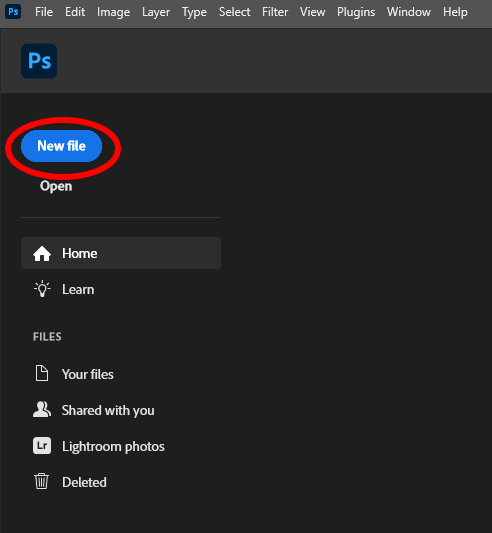 Ps File Edit Image Layer Type Select Filter View Plugins Window Help
Ps
New file
Open
Home
Learn
FILES
Your files
Shared with you
Lr Lightroom photos
Deleted